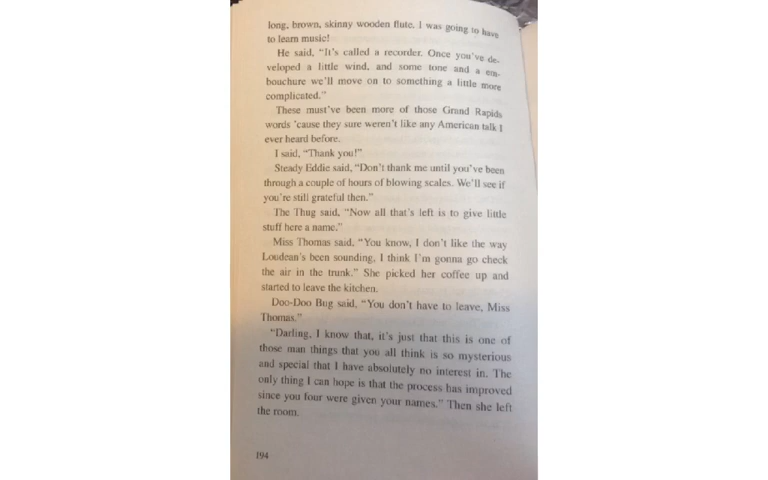 long, brown, skinny wooden flute. I was going to have
to learn music!
He said, “It’s called a recorder. Once you’ve de-
veloped a little wind, and some tone and a em-
bouchure we’ll move on to something a little more
complicated.”
These must’ve been more of those Grand Rapids
words ’cause they sure weren’t like any American talk I
ever heard before.
I said, “Thank you!”
Steady Eddie said, “Don’t thank me until you’ve been
through a couple of hours of blowing scales. We’ll see if
you’re still grateful then.”
The Thug said, “Now all that’s left is to give little
stuff here a name.”
Miss Thomas said, “You know, I don’t like the way
Loudean’s been sounding, I think I’m gonna go check
the air in the trunk.” She picked her coffee up and
started to leave the kitchen.
Doo-Doo Bug said, “You don’t have to leave, Miss
Thomas.”
“Darling, I know that, it’s just that this is one of
those man things that you all think is so mysterious
and special that I have absolutely no interest in. The
only thing I can hope is that the process has improved
since you four were given your names.” Then she left
the room.
194